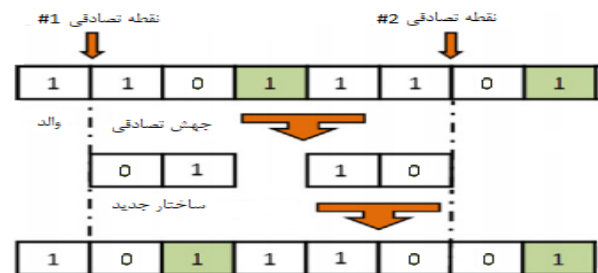 نقطه تصادفی #1
نقطه تصادفی #2
1 1 0 1 1 1 0 1
والد
جهش تصادفی
0 1 1 0
ساختار جدید
1 0 1 1 1 0 0 1